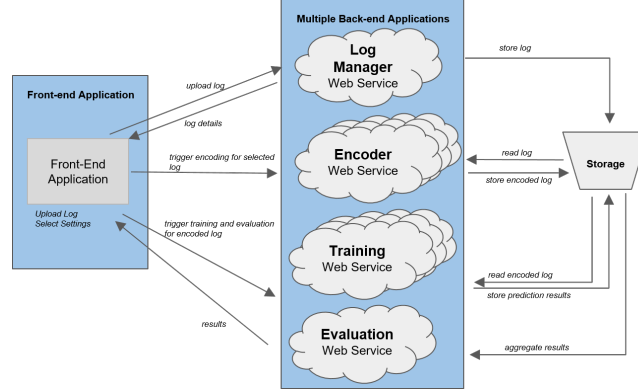 Multiple Back-end Applications
Log
Manager
Web Service
store log
Front-end Application
upload log
log details
Front-End
Application
trigger encoding for selected
log
Encoder
Web Service
read log
store encoded log
Storage
Upload Log
Select Settings
trigger training and evaluation
for encoded log
Training
Web Service
read encoded log
store prediction results
results
Evaluation
Web Service
aggregate results